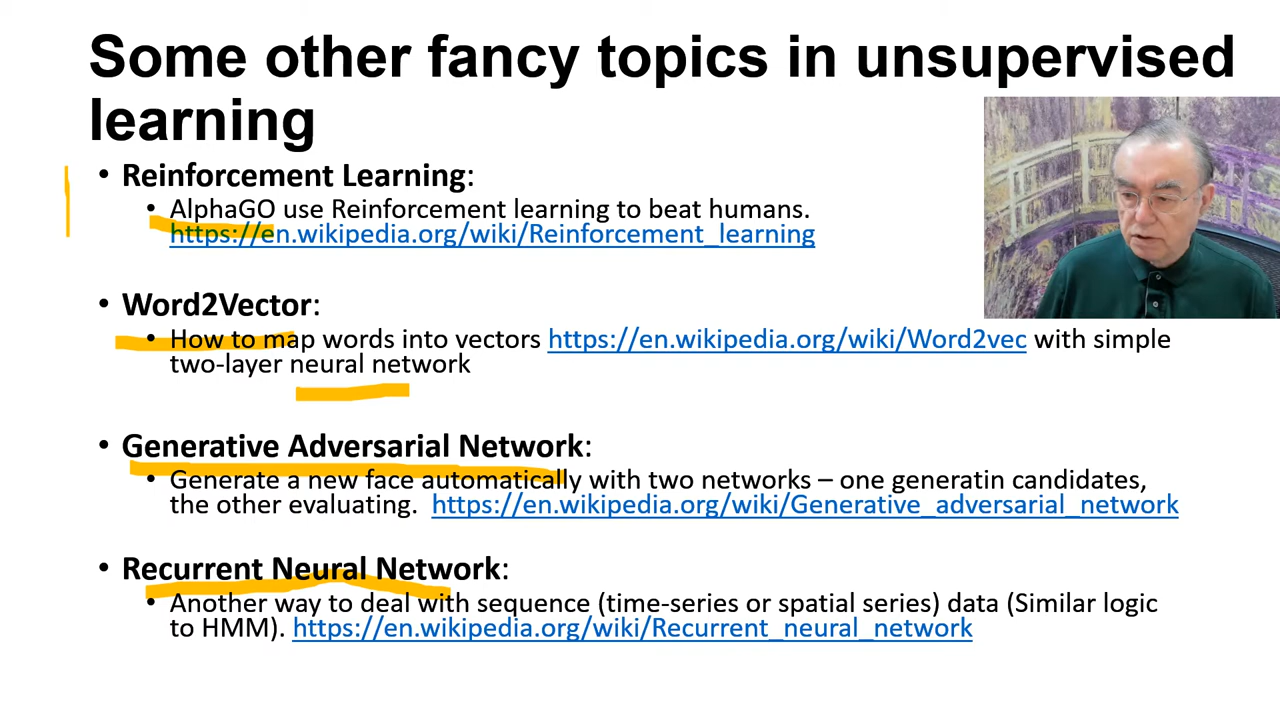 Some other fancy topics in unsupervised
learning
• Reinforcement Learning:
• AlphaGO use Reinforcement learning to beat humans.
https://en.wikipedia.org/wiki/Reinforcement_learning
• Word2Vector:
• How to map words into vectors https://en.wikipedia.org/wiki/Word2vec with simple
two-layer neural network
• Generative Adversarial Network:
• Generate a new face automatically with two networks – one generatin candidates,
the other evaluating. https://en.wikipedia.org/wiki/Generative_adversarial_network
• Recurrent Neural Network:
• Another way to deal with sequence (time-series or spatial series) data (Similar logic
to HMM). https://en.wikipedia.org/wiki/Recurrent_neural_network